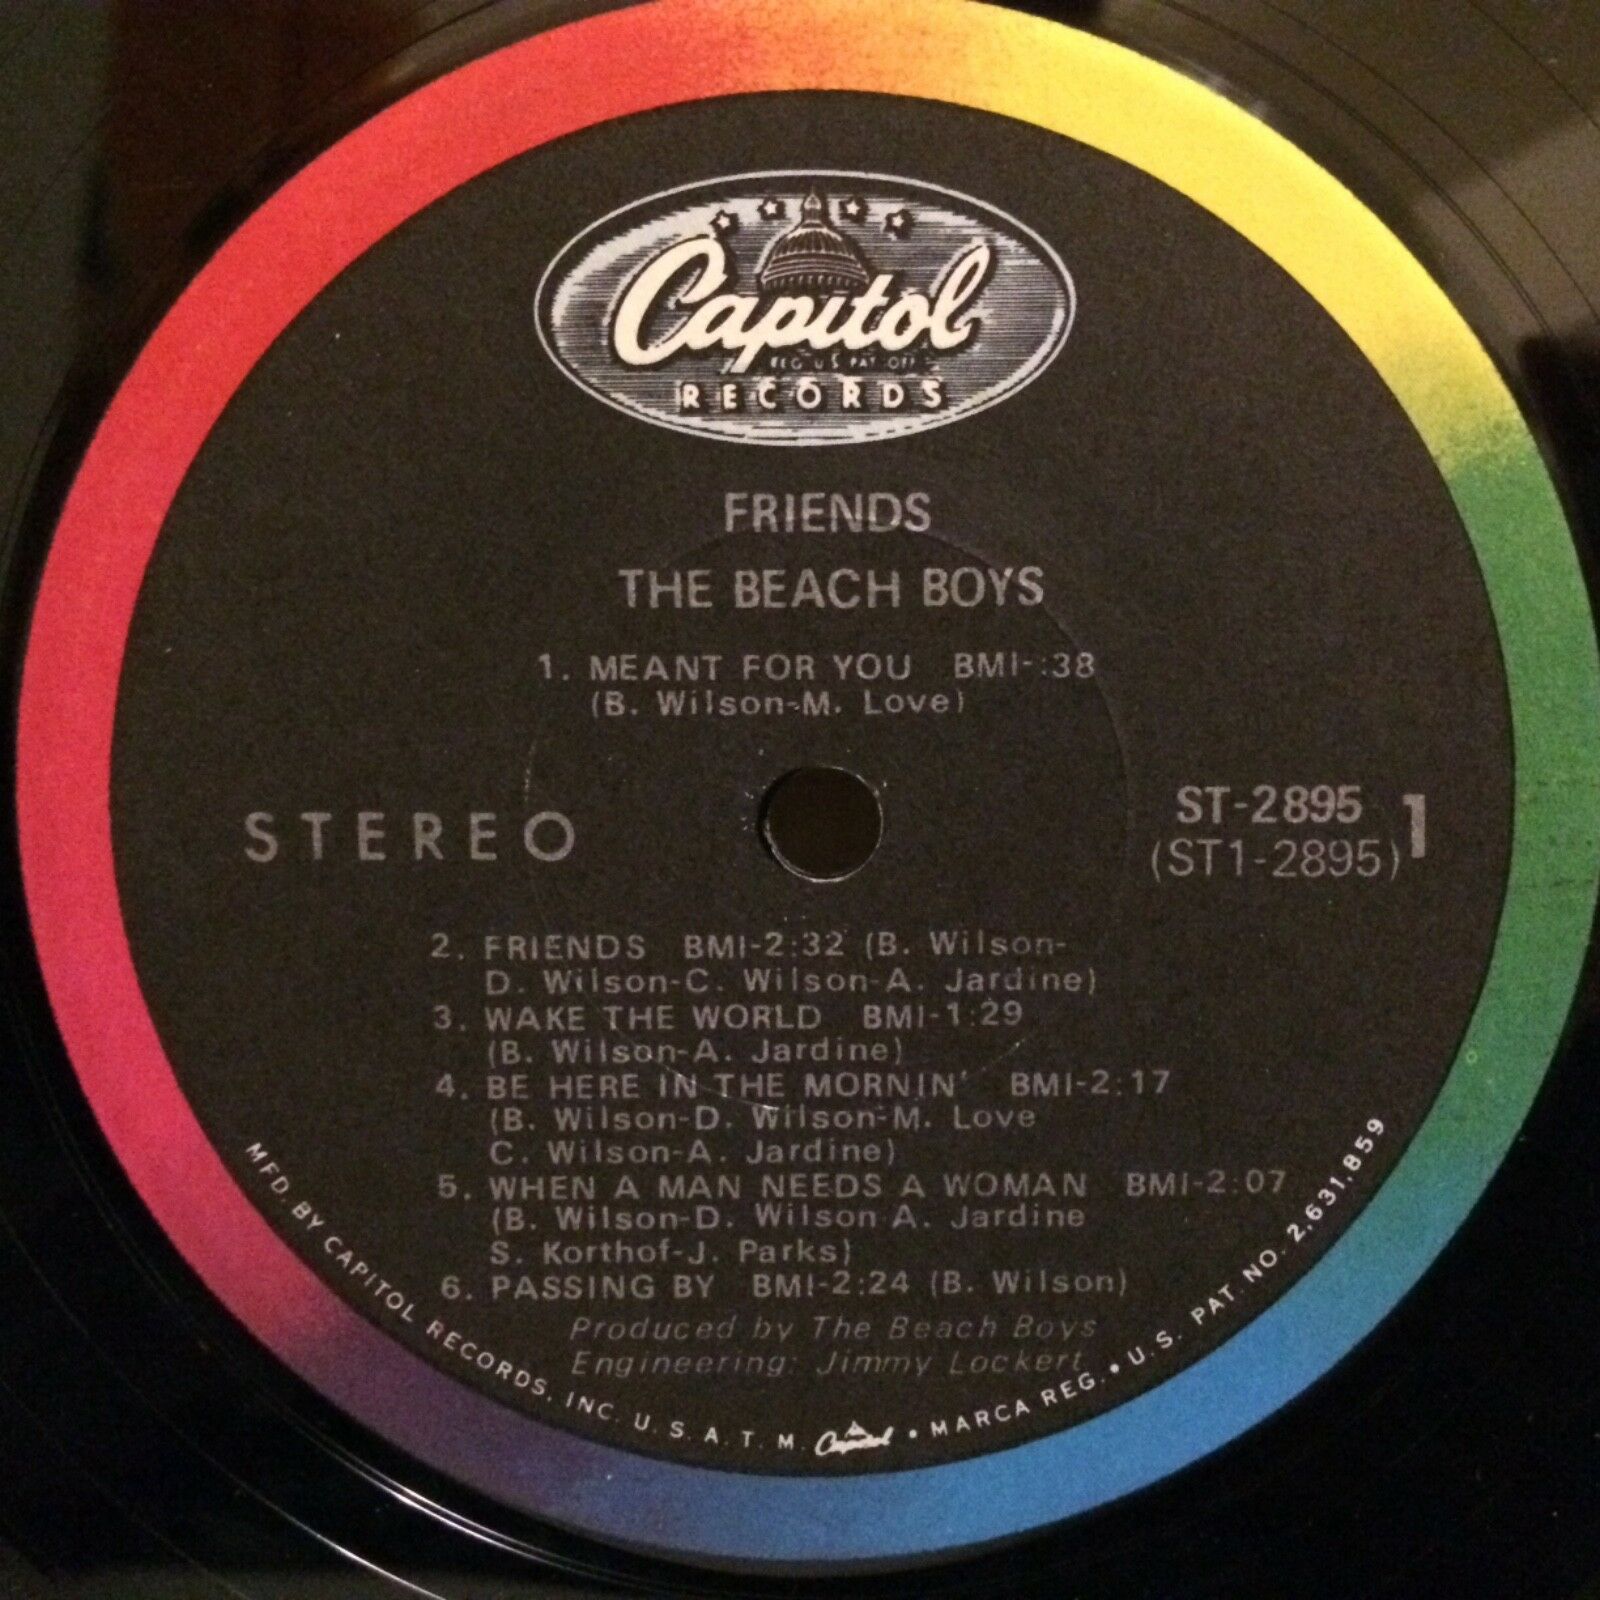 Capitol
REG. U.S. PAT. OFF.
RECORDS
FRIENDS
THE BEACH BOYS
1. MEANT FOR YOU BMI-:38
(B. Wilson-M. Love)
STEREO
ST-2895
(ST1-2895) 1
2. FRIENDS BMI-2:32 (B. Wilson-
D. Wilson-C. Wilson-A. Jardine)
3. WAKE THE WORLD BMI-1:29
(B. Wilson-A. Jardine)
4. BE HERE IN THE MORNIN' BMI-2:17
(B. Wilson-D. Wilson-M. Love
C. Wilson-A. Jardine)
5. WHEN A MAN NEEDS A WOMAN BMI-2:07
(B. Wilson-D. Wilson A. Jardine
S. Korthof-J. Parks)
6. PASSING BY BMI-2:24 (B. Wilson)
Produced by The Beach Boys
Engineering: Jimmy Lockert
MFD. BY CAPITOL RECORDS, INC. U. S. A. T. M. Capitol • MARCA REG. • U.S. PAT. NO. 2,631,859